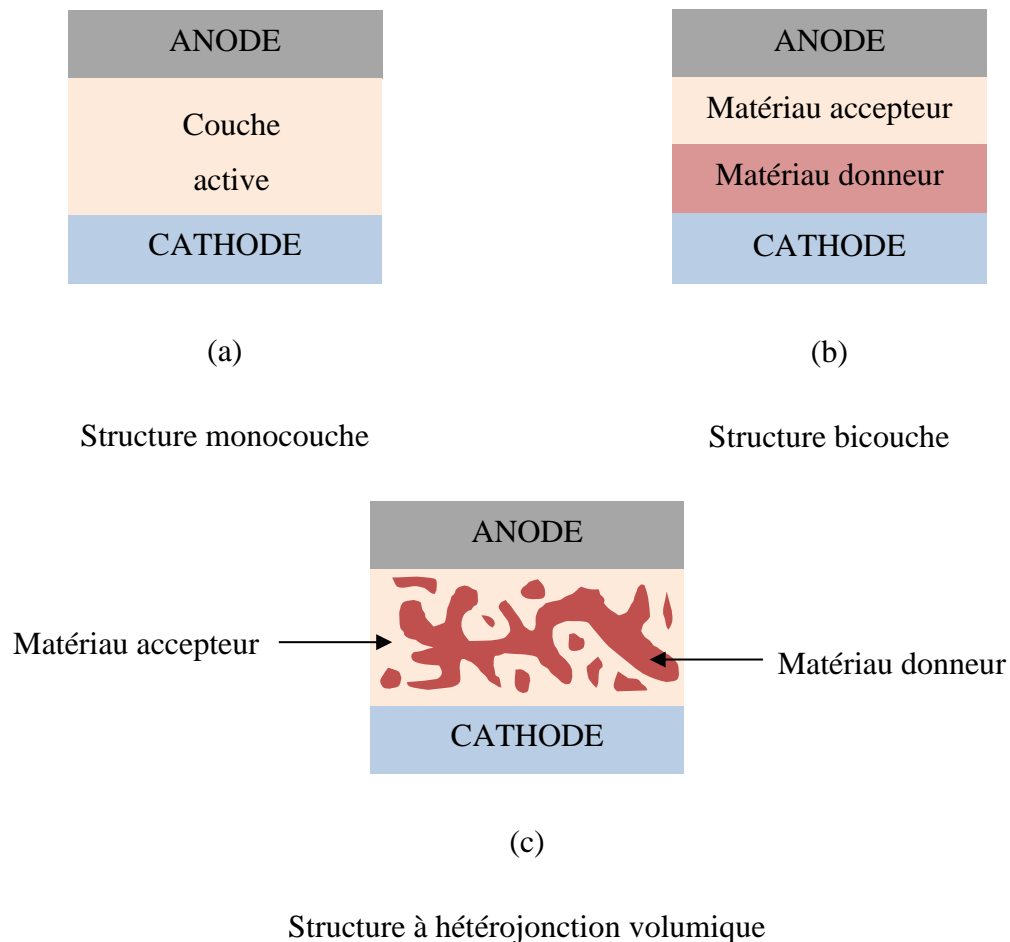 ANODE
Couche
active
CATHODE
(a)
Structure monocouche
ANODE
Matériau accepteur
Matériau donneur
CATHODE
(b)
Structure bicouche
ANODE
Matériau accepteur
Matériau donneur
CATHODE
(c)
Structure à hétérojonction volumique